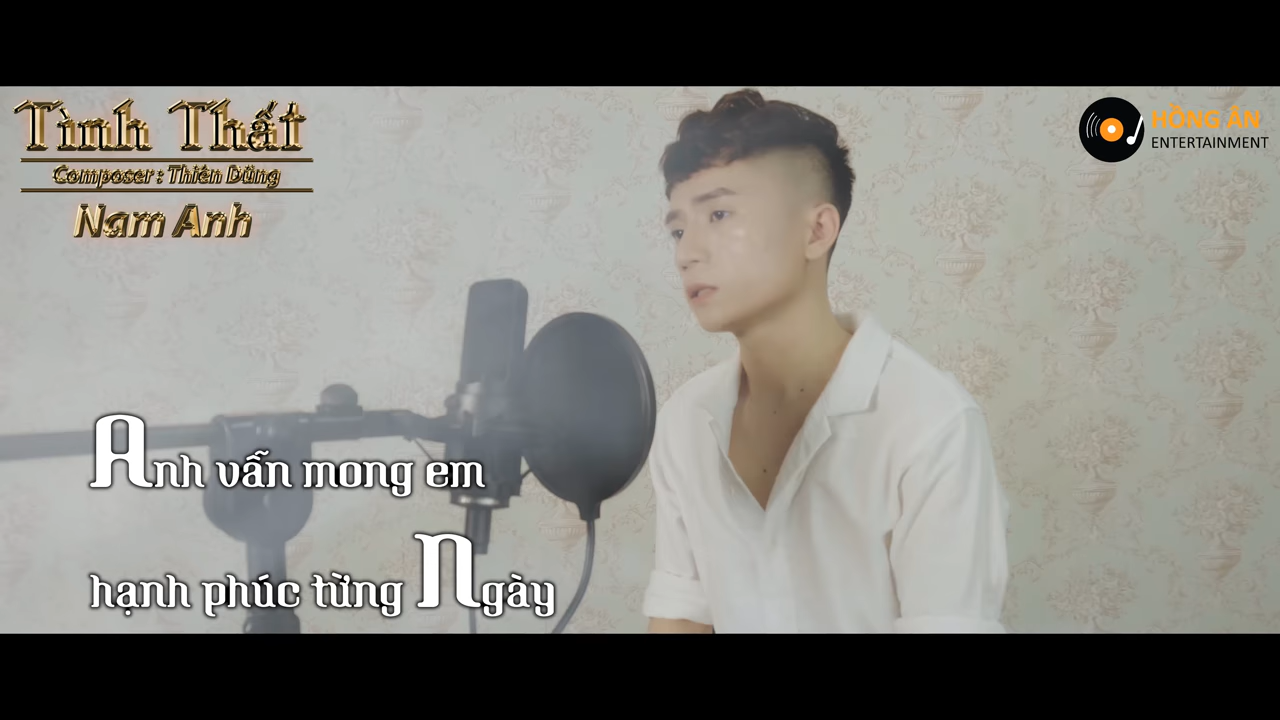 Tình Thất
Composer : Thiên Dũng
Nam Anh
HỒNG ÂN
ENTERTAINMENT
Anh vẫn mong em
hạnh phúc từng Ngày